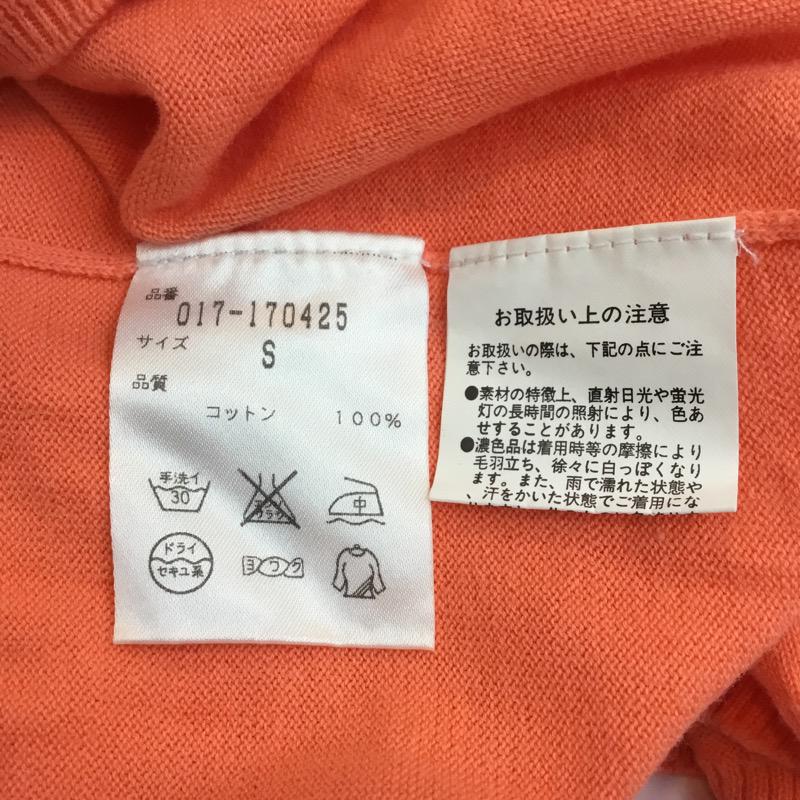 品番
017-170425
サイズ
S
品質
コットン 100%
手洗イ
30
エンソ
サラシ
中
ドライ
セキユ系
ヨワク
お取扱い上の注意
お取扱いの際は、下記の点にご注
意下さい。
●素材の特徴上、直射日光や蛍光
灯の長時間の照射により、色あ
せすることがあります。
●濃色品は着用時等の摩擦により
毛羽立ち、徐々に白っぽくなり
ます。また、雨で濡れた状態や
、汗をかいた状態でご着用にな